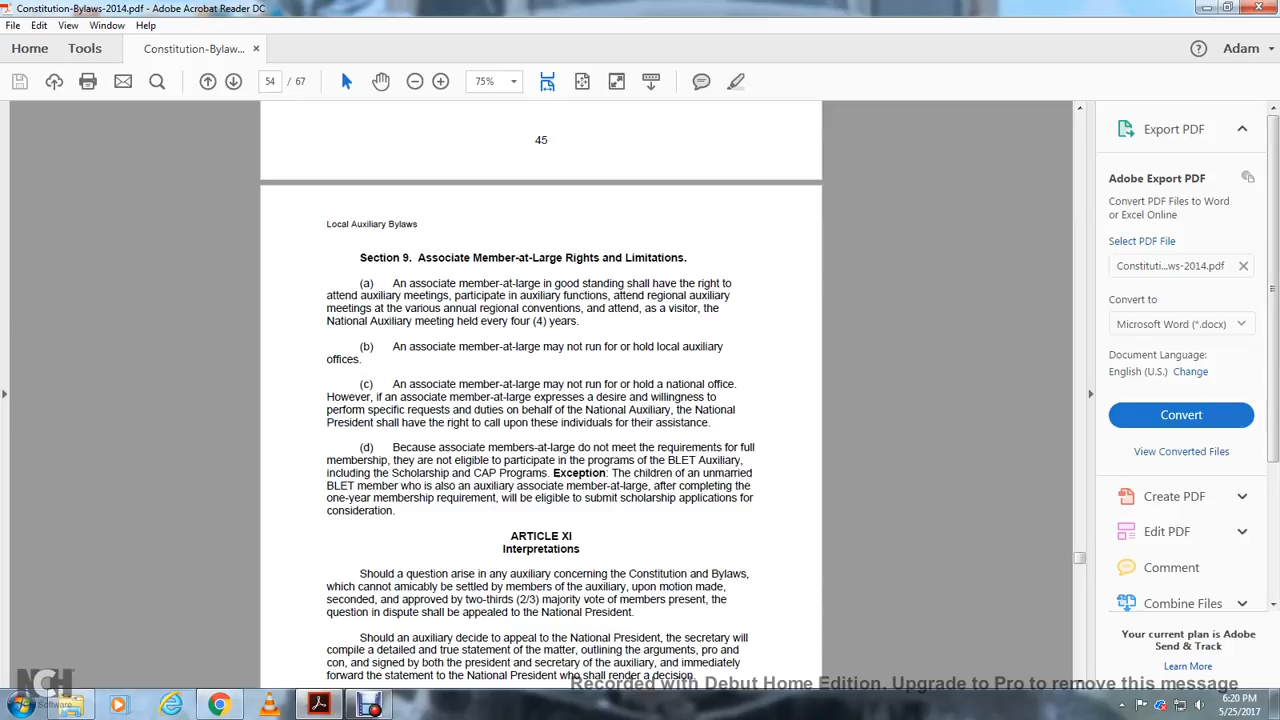 Constitution-Bylaws-2014.pdf - Adobe Acrobat Reader DC
File Edit View Window Help
Home Tools Constitution-Bylaw... × Adam
54 / 67 75%
45
Local Auxiliary Bylaws
Section 9. Associate Member-at-Large Rights and Limitations.
(a) An associate member-at-large in good standing shall have the right to
attend auxiliary meetings, participate in auxiliary functions, attend regional auxiliary
meetings at the various annual regional conventions, and attend, as a visitor, the
National Auxiliary meeting held every four (4) years.
(b) An associate member-at-large may not run for or hold local auxiliary
offices.
(c) An associate member-at-large may not run for or hold a national office.
However, if an associate member-at-large expresses a desire and willingness to
perform specific requests and duties on behalf of the National Auxiliary, the National
President shall have the right to call upon these individuals for their assistance.
(d) Because associate members-at-large do not meet the requirements for full
membership, they are not eligible to participate in the programs of the BLET Auxiliary,
including the Scholarship and CAP Programs. Exception: The children of an unmarried
BLET member who is also an auxiliary associate member-at-large, after completing the
one-year membership requirement, will be eligible to submit scholarship applications for
consideration.
ARTICLE XI
Interpretations
Should a question arise in any auxiliary concerning the Constitution and Bylaws,
which cannot amicably be settled by members of the auxiliary, upon motion made,
seconded, and approved by two-thirds (2/3) majority vote of members present, the
question in dispute shall be appealed to the National President.
Should an auxiliary decide to appeal to the National President, the secretary will
compile a detailed and true statement of the matter, outlining the arguments, pro and
con, and signed by both the president and secretary of the auxiliary, and immediately
forward the statement to the National President who shall render a decision.
Export PDF
Adobe Export PDF
Convert PDF Files to Word
or Excel Online
Select PDF File
Constituti...ws-2014.pdf
Convert to
Microsoft Word (*.docx)
Document Language:
English (U.S.) Change
Convert
View Converted Files
Create PDF
Edit PDF
Comment
Combine Files
Your current plan is Adobe
Send & Track
Learn More
Recorded with Debut Home Edition. Upgrade to Pro to remove this message
NCH
Software
6:20 PM
5/25/2017